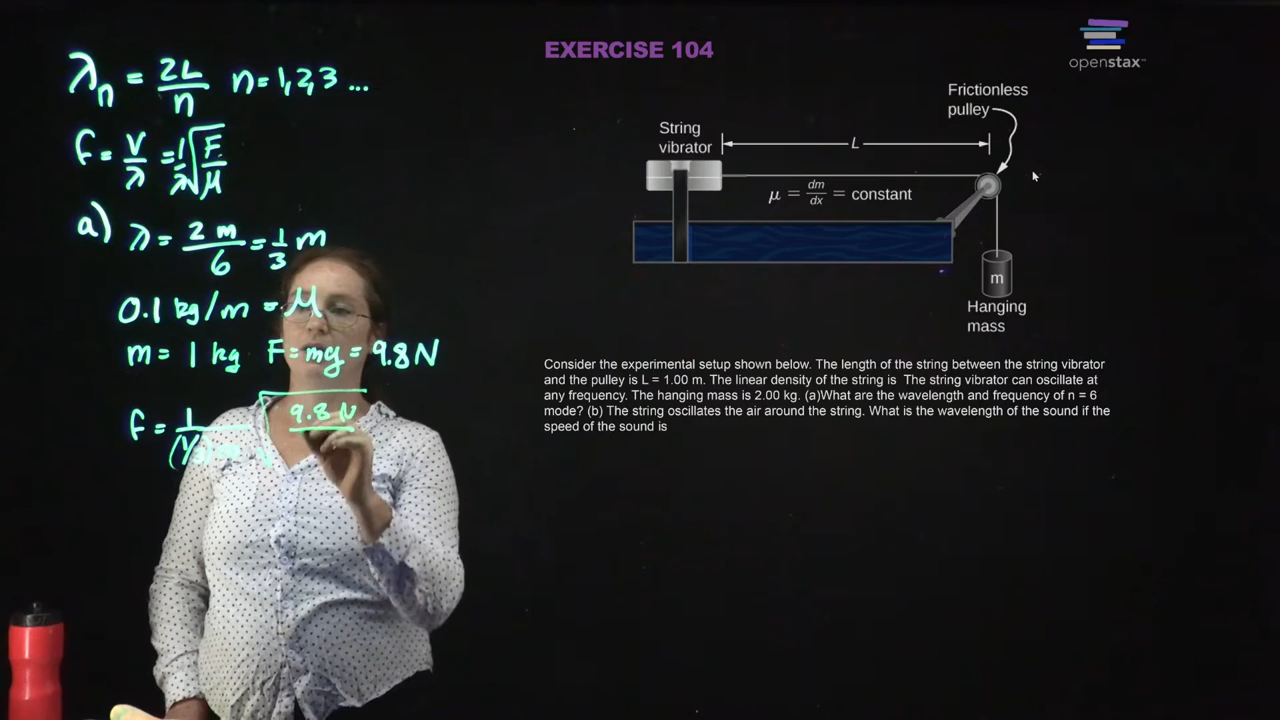 λn = 2L/n n=1,2,3 ...
f = V/λ = 1/λ √(F/μ)
a) λ = 2 m/6 = 1/3 m
0.1 kg/m = μ
m = 1 kg F = mg = 9.8 N
f = 1/(1/3) m √(9.8 N
EXERCISE 104
openstax™
Frictionless
pulley
String
vibrator
L
μ = dm/dx = constant
m
Hanging
mass
Consider the experimental setup shown below. The length of the string between the string vibrator
and the pulley is L = 1.00 m. The linear density of the string is The string vibrator can oscillate at
any frequency. The hanging mass is 2.00 kg. (a)What are the wavelength and frequency of n = 6
mode? (b) The string oscillates the air around the string. What is the wavelength of the sound if the
speed of the sound is